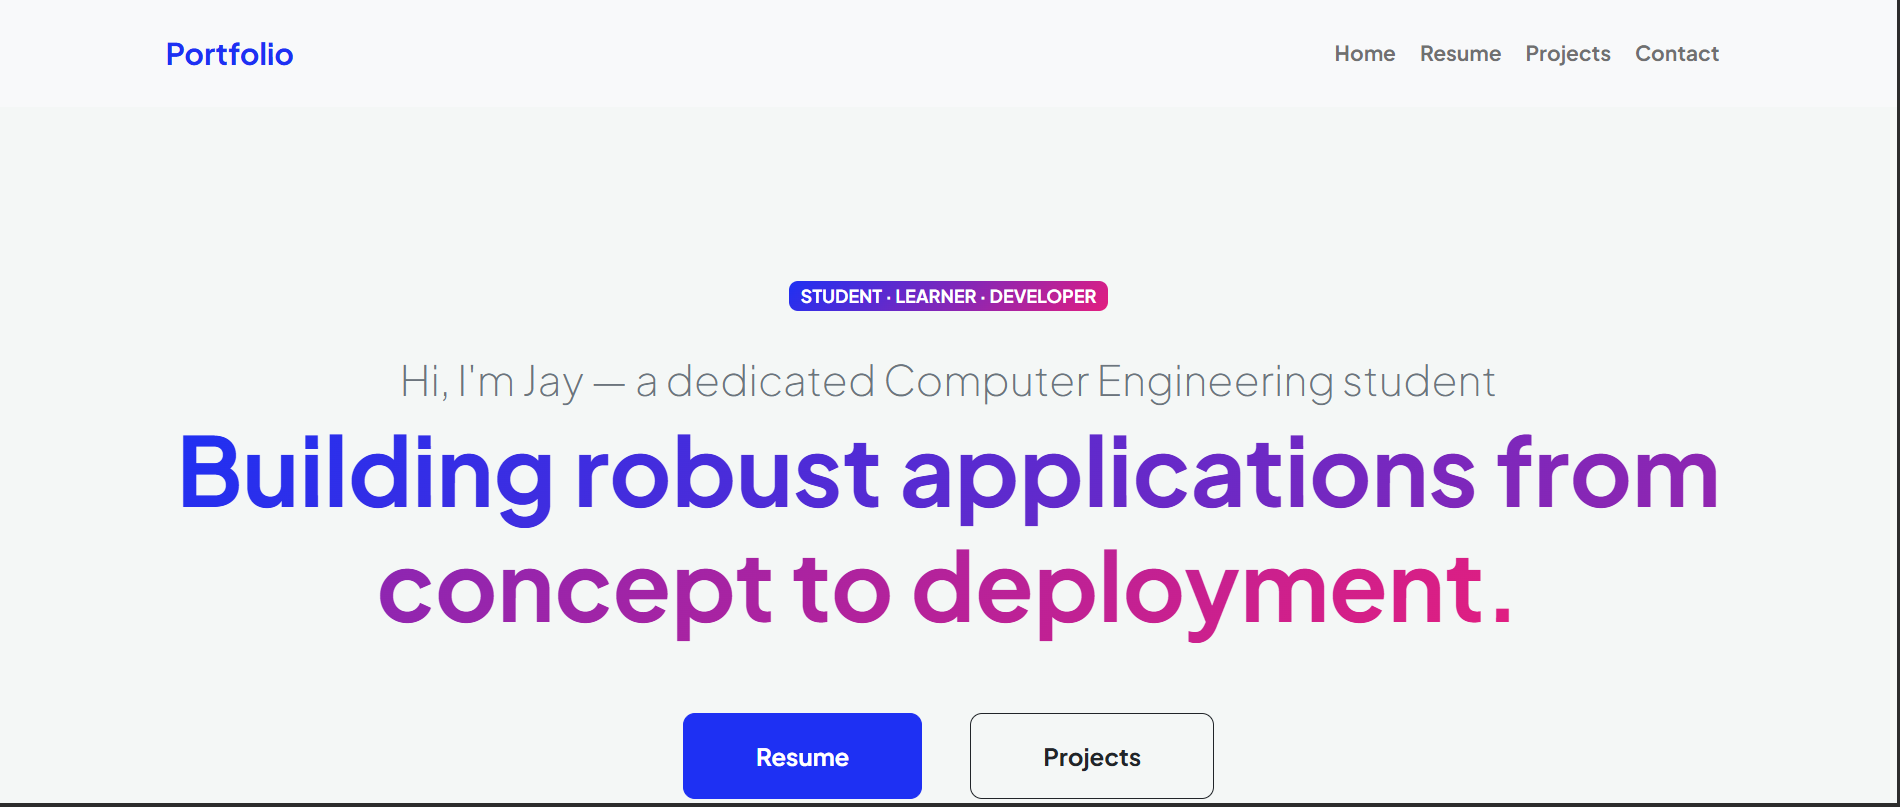 Portfolio
Home Resume Projects Contact
STUDENT · LEARNER · DEVELOPER
Hi, I'm Jay — a dedicated Computer Engineering student
Building robust applications from
concept to deployment.
Resume Projects